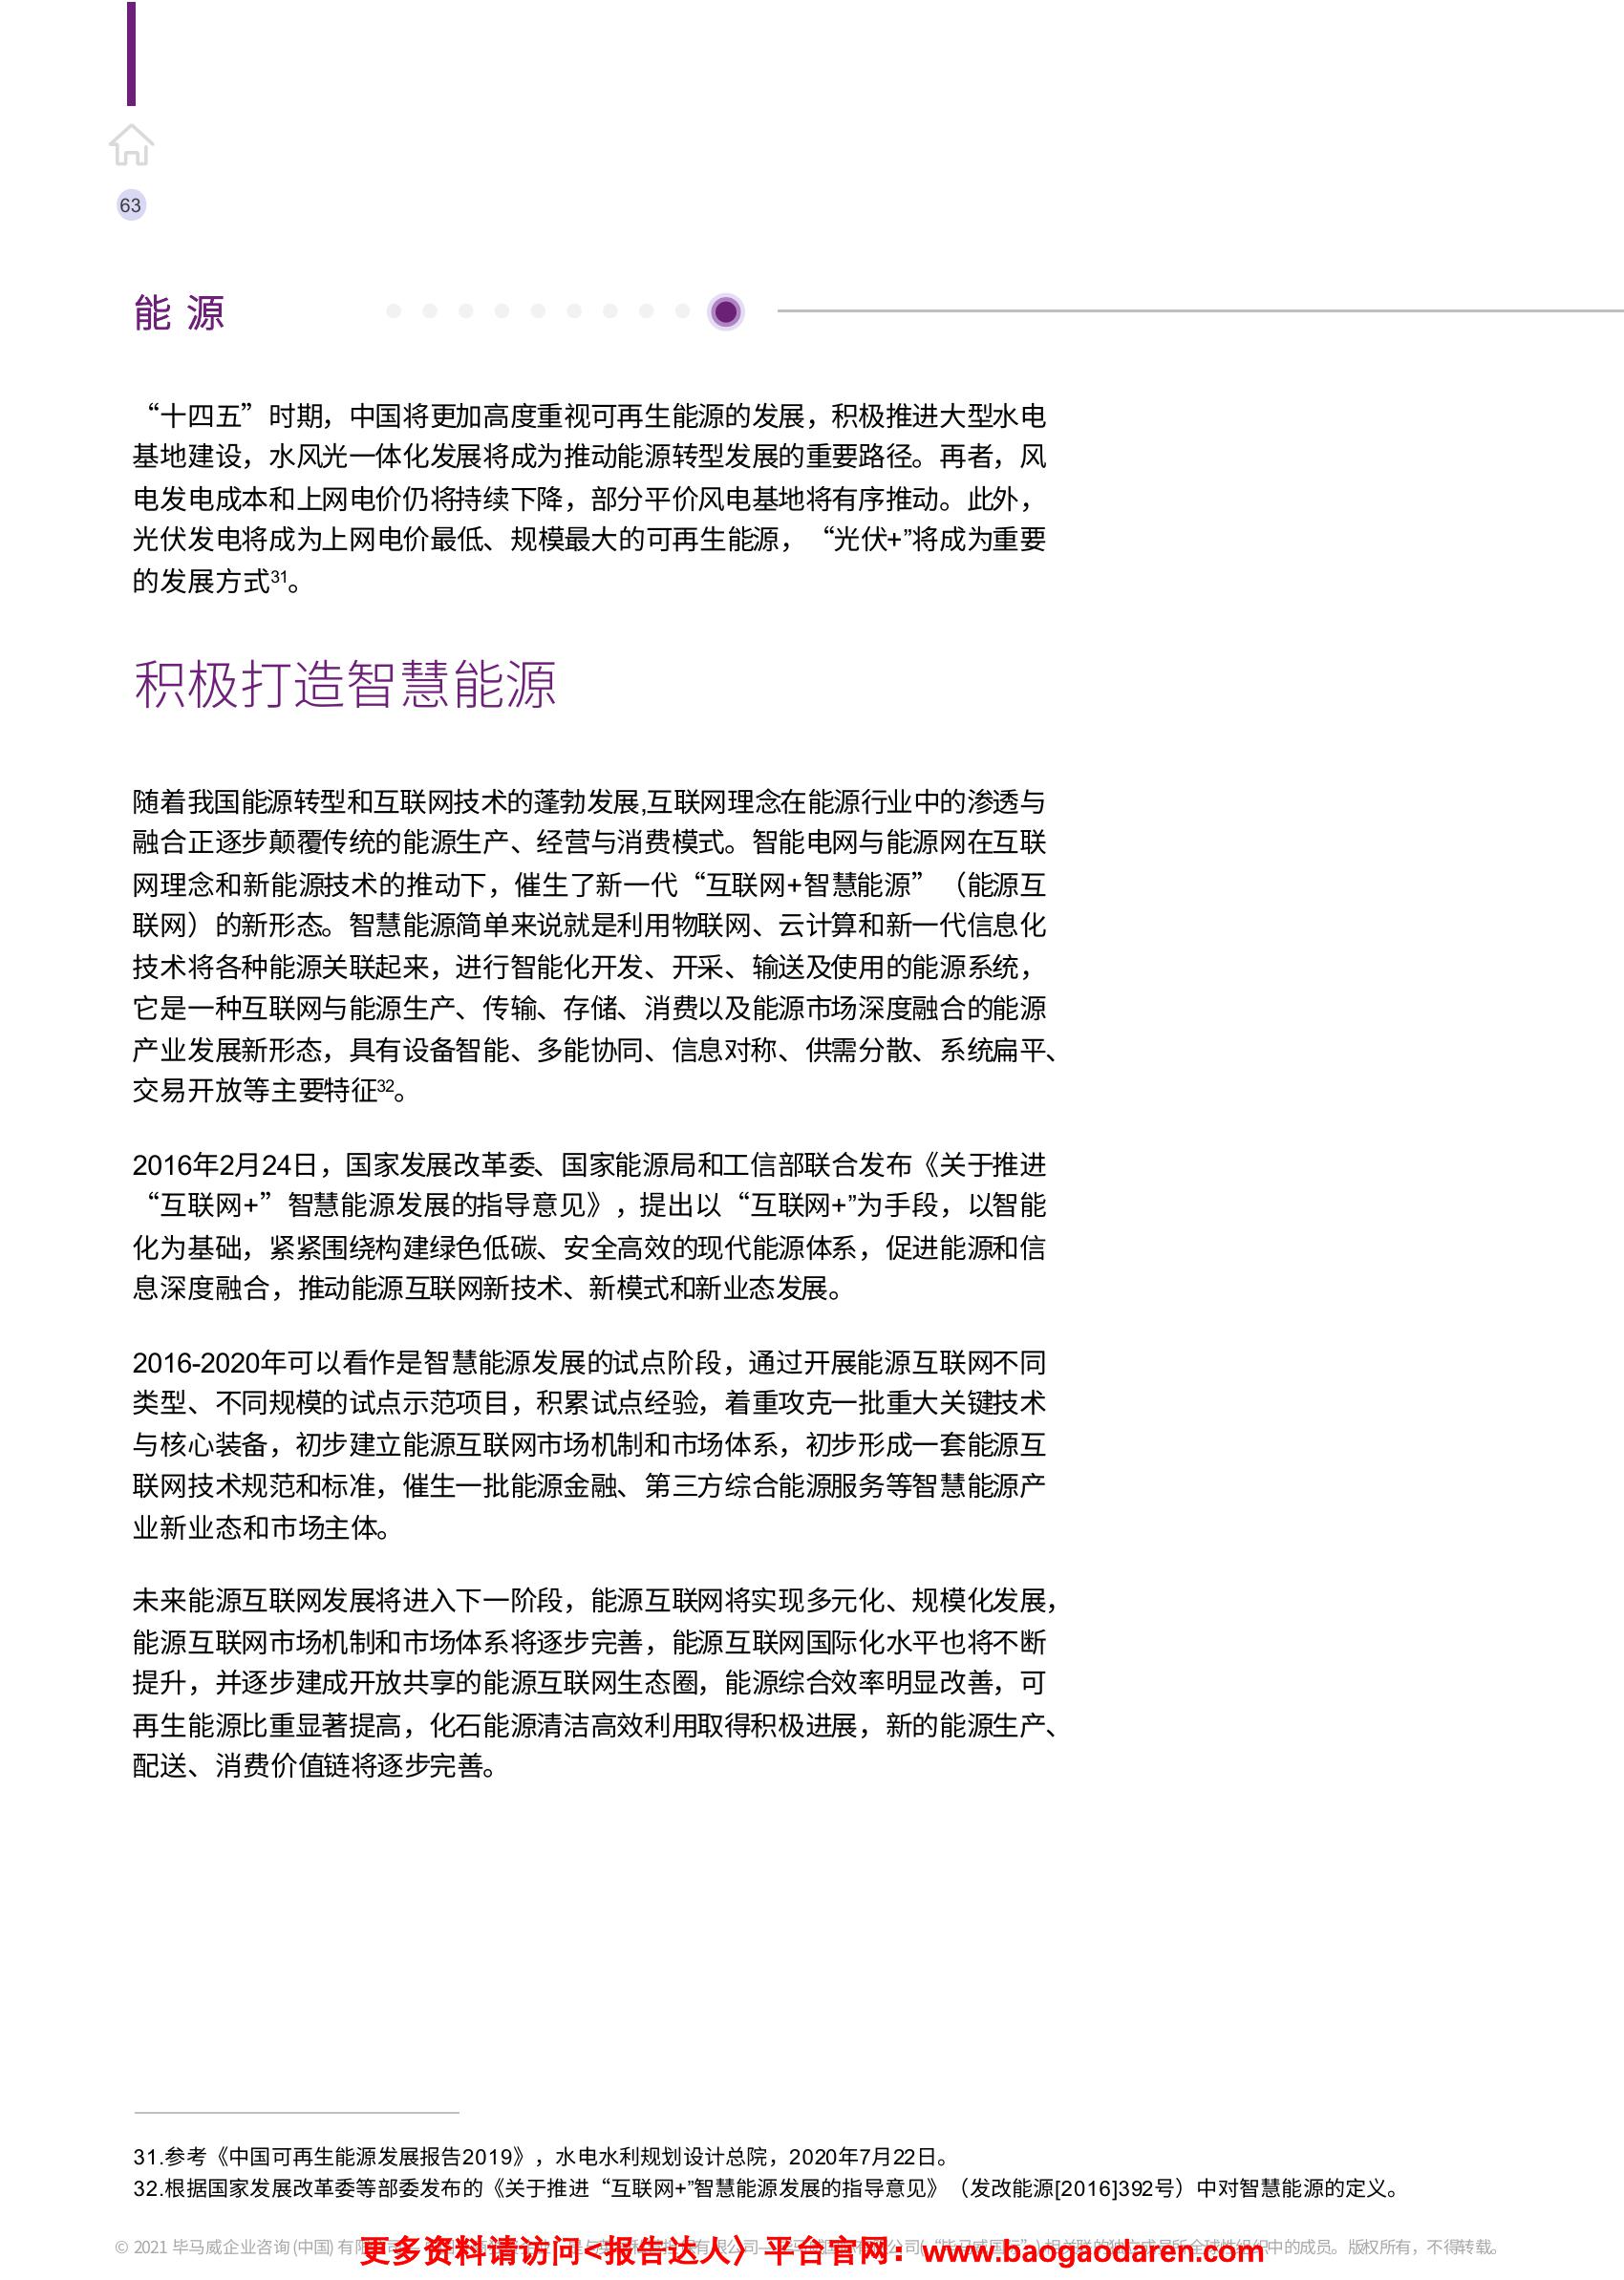 63
能 源
“十四五”时期，中国将更加高度重视可再生能源的发展，积极推进大型水电
基地建设，水风光一体化发展将成为推动能源转型发展的重要路径。再者，风
电发电成本和上网电价仍将持续下降，部分平价风电基地将有序推动。此外，
光伏发电将成为上网电价最低、规模最大的可再生能源，“光伏+”将成为重要
的发展方式31。
积极打造智慧能源
随着我国能源转型和互联网技术的蓬勃发展,互联网理念在能源行业中的渗透与
融合正逐步颠覆传统的能源生产、经营与消费模式。智能电网与能源网在互联
网理念和新能源技术的推动下，催生了新一代“互联网+智慧能源”（能源互
联网）的新形态。智慧能源简单来说就是利用物联网、云计算和新一代信息化
技术将各种能源关联起来，进行智能化开发、开采、输送及使用的能源系统，
它是一种互联网与能源生产、传输、存储、消费以及能源市场深度融合的能源
产业发展新形态，具有设备智能、多能协同、信息对称、供需分散、系统扁平、
交易开放等主要特征32。
2016年2月24日，国家发展改革委、国家能源局和工信部联合发布《关于推进
“互联网+”智慧能源发展的指导意见》，提出以“互联网+”为手段，以智能
化为基础，紧紧围绕构建绿色低碳、安全高效的现代能源体系，促进能源和信
息深度融合，推动能源互联网新技术、新模式和新业态发展。
2016-2020年可以看作是智慧能源发展的试点阶段，通过开展能源互联网不同
类型、不同规模的试点示范项目，积累试点经验，着重攻克一批重大关键技术
与核心装备，初步建立能源互联网市场机制和市场体系，初步形成一套能源互
联网技术规范和标准，催生一批能源金融、第三方综合能源服务等智慧能源产
业新业态和市场主体。
未来能源互联网发展将进入下一阶段，能源互联网将实现多元化、规模化发展，
能源互联网市场机制和市场体系将逐步完善，能源互联网国际化水平也将不断
提升，并逐步建成开放共享的能源互联网生态圈，能源综合效率明显改善，可
再生能源比重显著提高，化石能源清洁高效利用取得积极进展，新的能源生产、
配送、消费价值链将逐步完善。
31.参考《中国可再生能源发展报告2019》，水电水利规划设计总院，2020年7月22日。
32.根据国家发展改革委等部委发布的《关于推进“互联网+”智慧能源发展的指导意见》（发改能源[2016]392号）中对智慧能源的定义。
© 2021 毕马威企业咨询 (中国) 有限 中的成员。版权所有，不得转载。
更多资料请访问<报告达人〉平台官网：www.baogaodaren.com